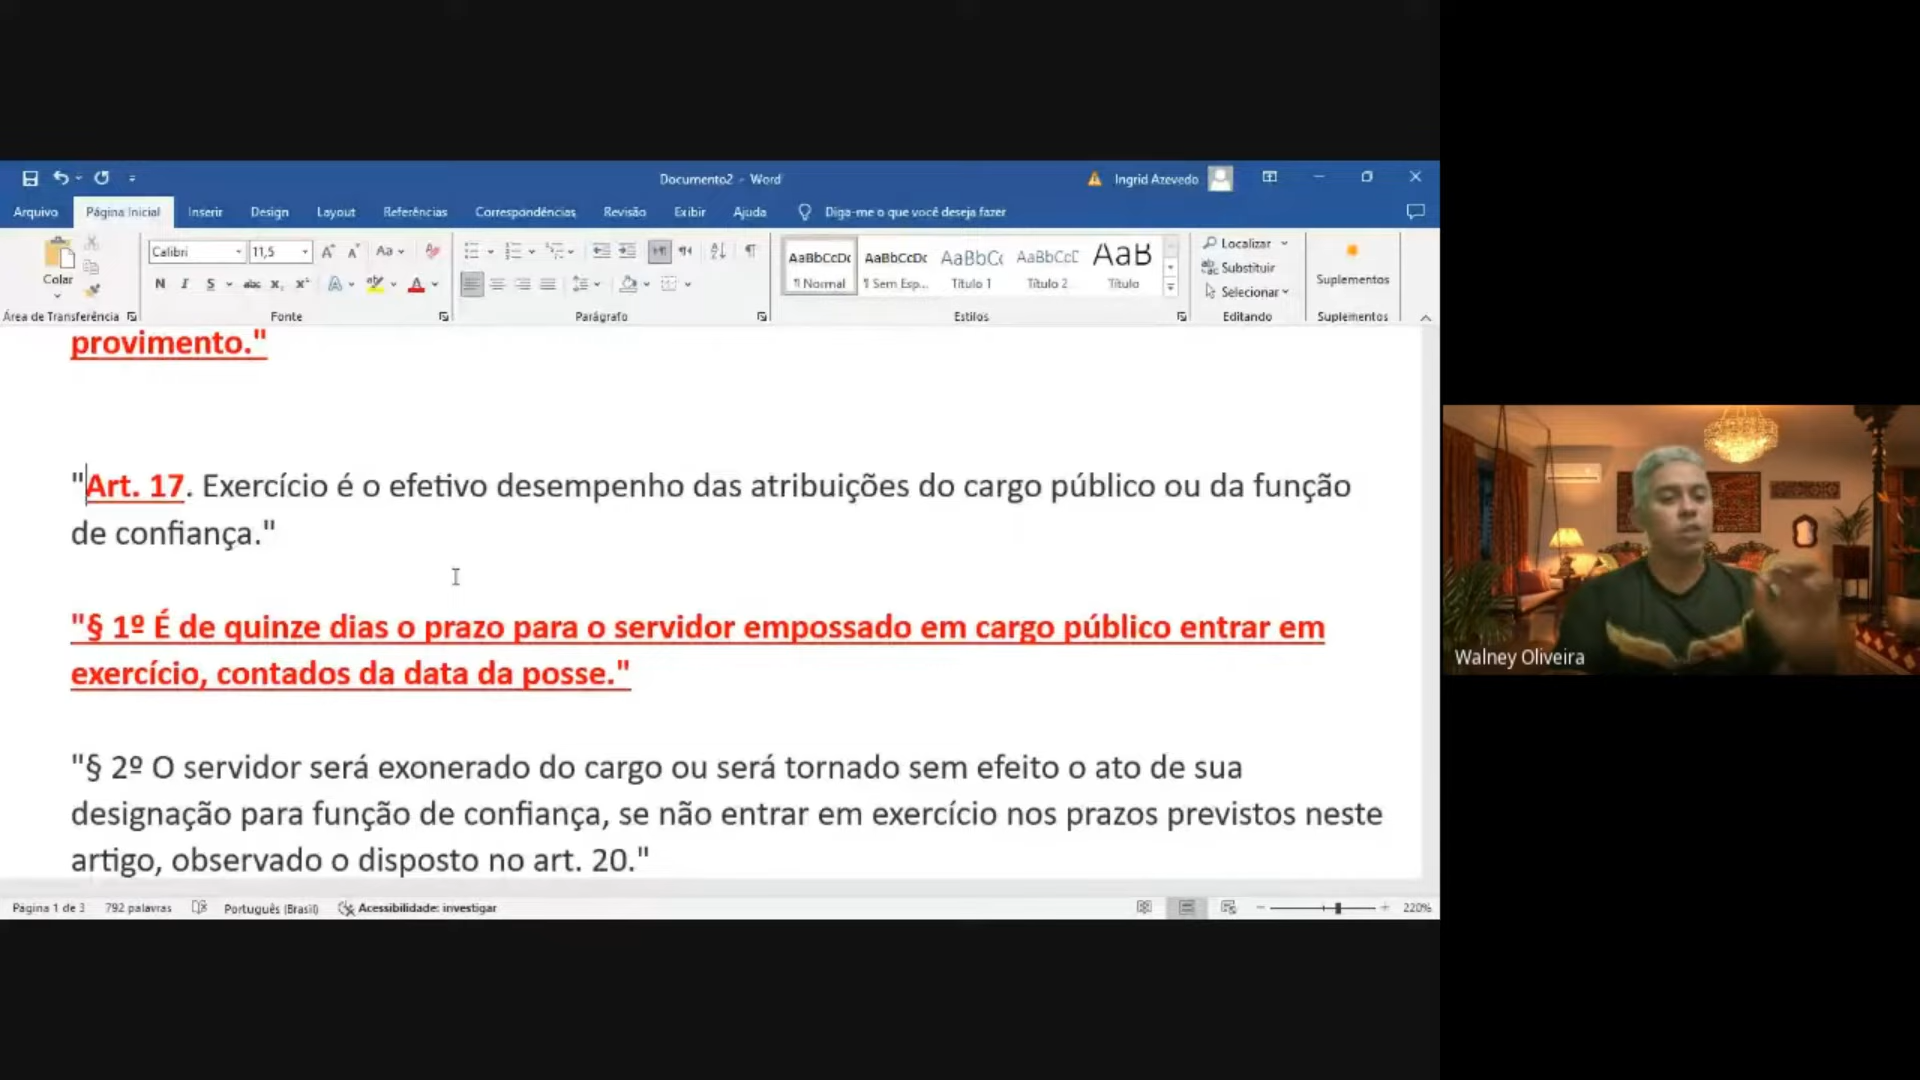 Documento2 - Word
Ingrid Azevedo
Arquivo
Página Inicial
Inserir
Design
Layout
Referências
Correspondências
Revisão
Exibir
Ajuda
Diga-me o que você deseja fazer
Colar
Calibri
11,5
Aa
N I S abc x, x²
AaBbCcDc
¶ Normal
AaBbCcDc
¶ Sem Esp...
AaBbCc
Título 1
AaBbCcC
Título 2
AaB
Título
Localizar
Substituir
Selecionar
Suplementos
Área de Transferência
Fonte
Parágrafo
Estilos
Editando
Suplementos
provimento."
"Art. 17. Exercício é o efetivo desempenho das atribuições do cargo público ou da função
de confiança."
"§ 1º É de quinze dias o prazo para o servidor empossado em cargo público entrar em
exercício, contados da data da posse."
"§ 2º O servidor será exonerado do cargo ou será tornado sem efeito o ato de sua
designação para função de confiança, se não entrar em exercício nos prazos previstos neste
artigo, observado o disposto no art. 20."
Página 1 de 3
792 palavras
Português (Brasil)
Acessibilidade: investigar
220%
Walney Oliveira